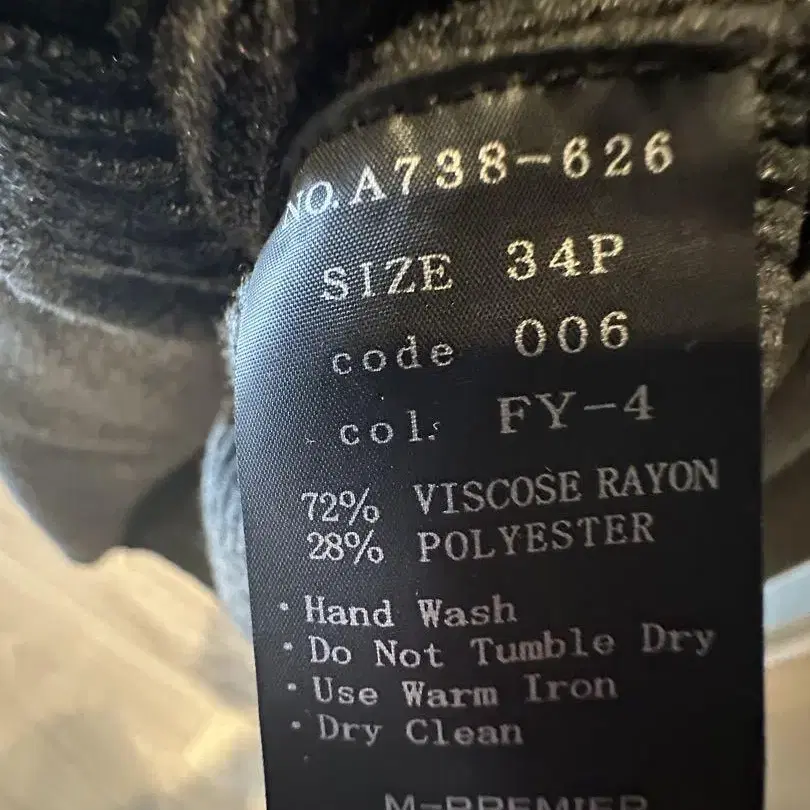 NO. A738-626
SIZE 34P
code 006
col: FY-4
72% VISCOSE RAYON
28% POLYESTER
· Hand Wash
· Do Not Tumble Dry
· Use Warm Iron
· Dry Clean
M-PREMIER